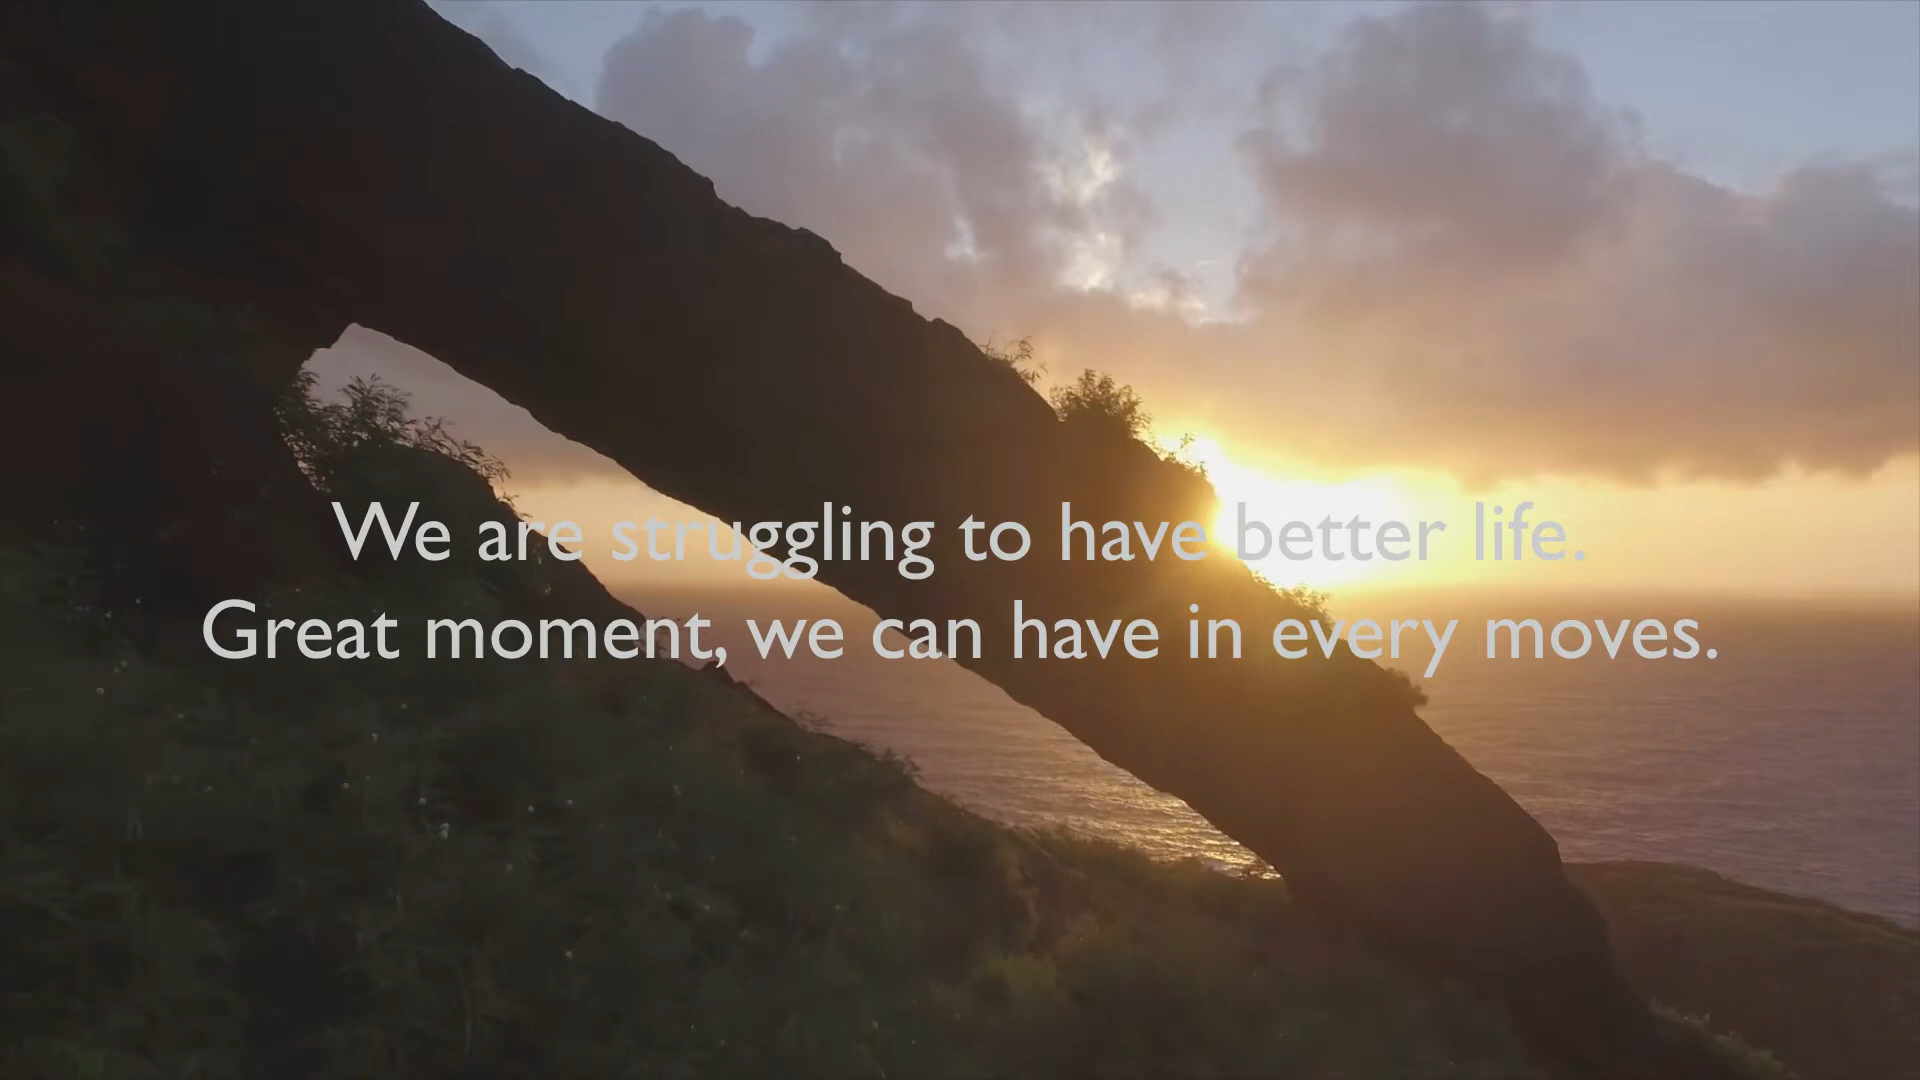 We are struggling to have better life.
Great moment, we can have in every moves.